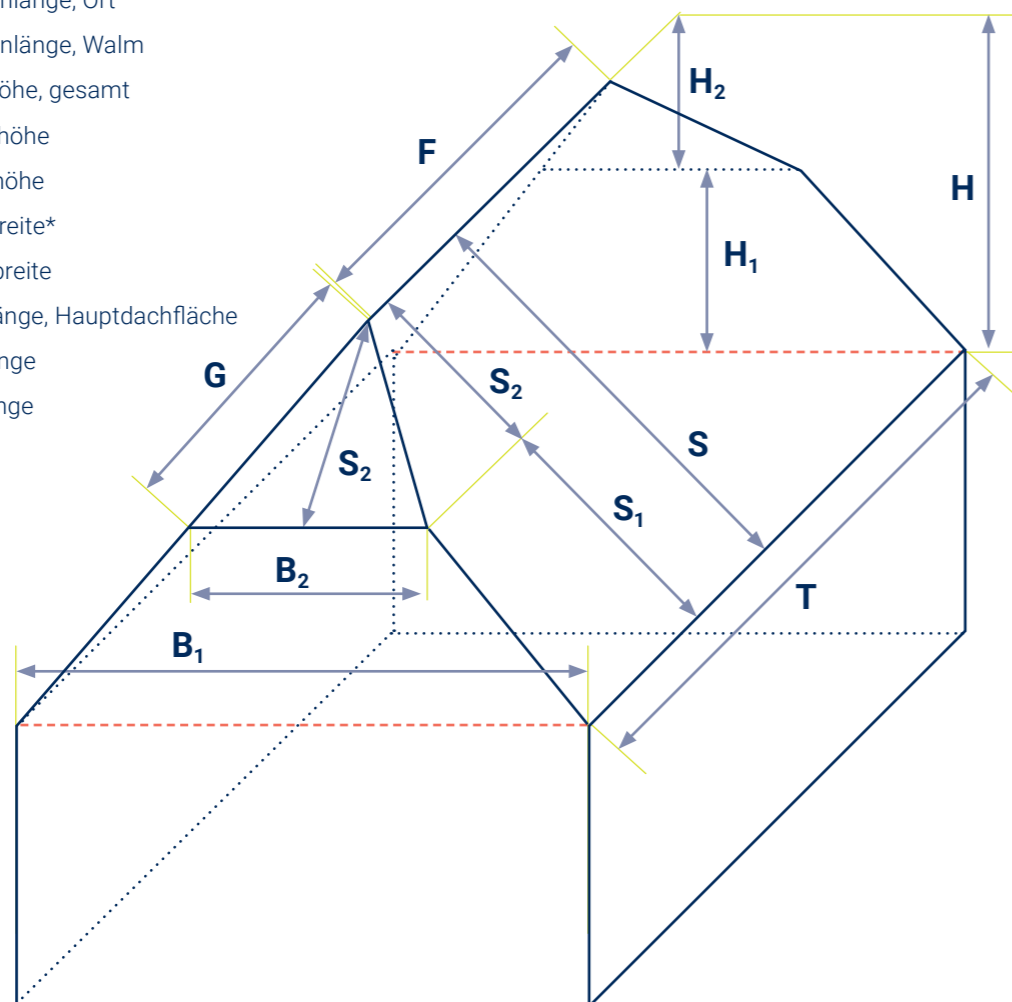 nlänge, Ort
nlänge, Walm
öhe, gesamt
höhe
öhe
reite*
breite
änge, Hauptdachfläche
nge
nge
H₂
F
H
H₁
G
S₂
S
S₂
S₁
B₂
T
B₁